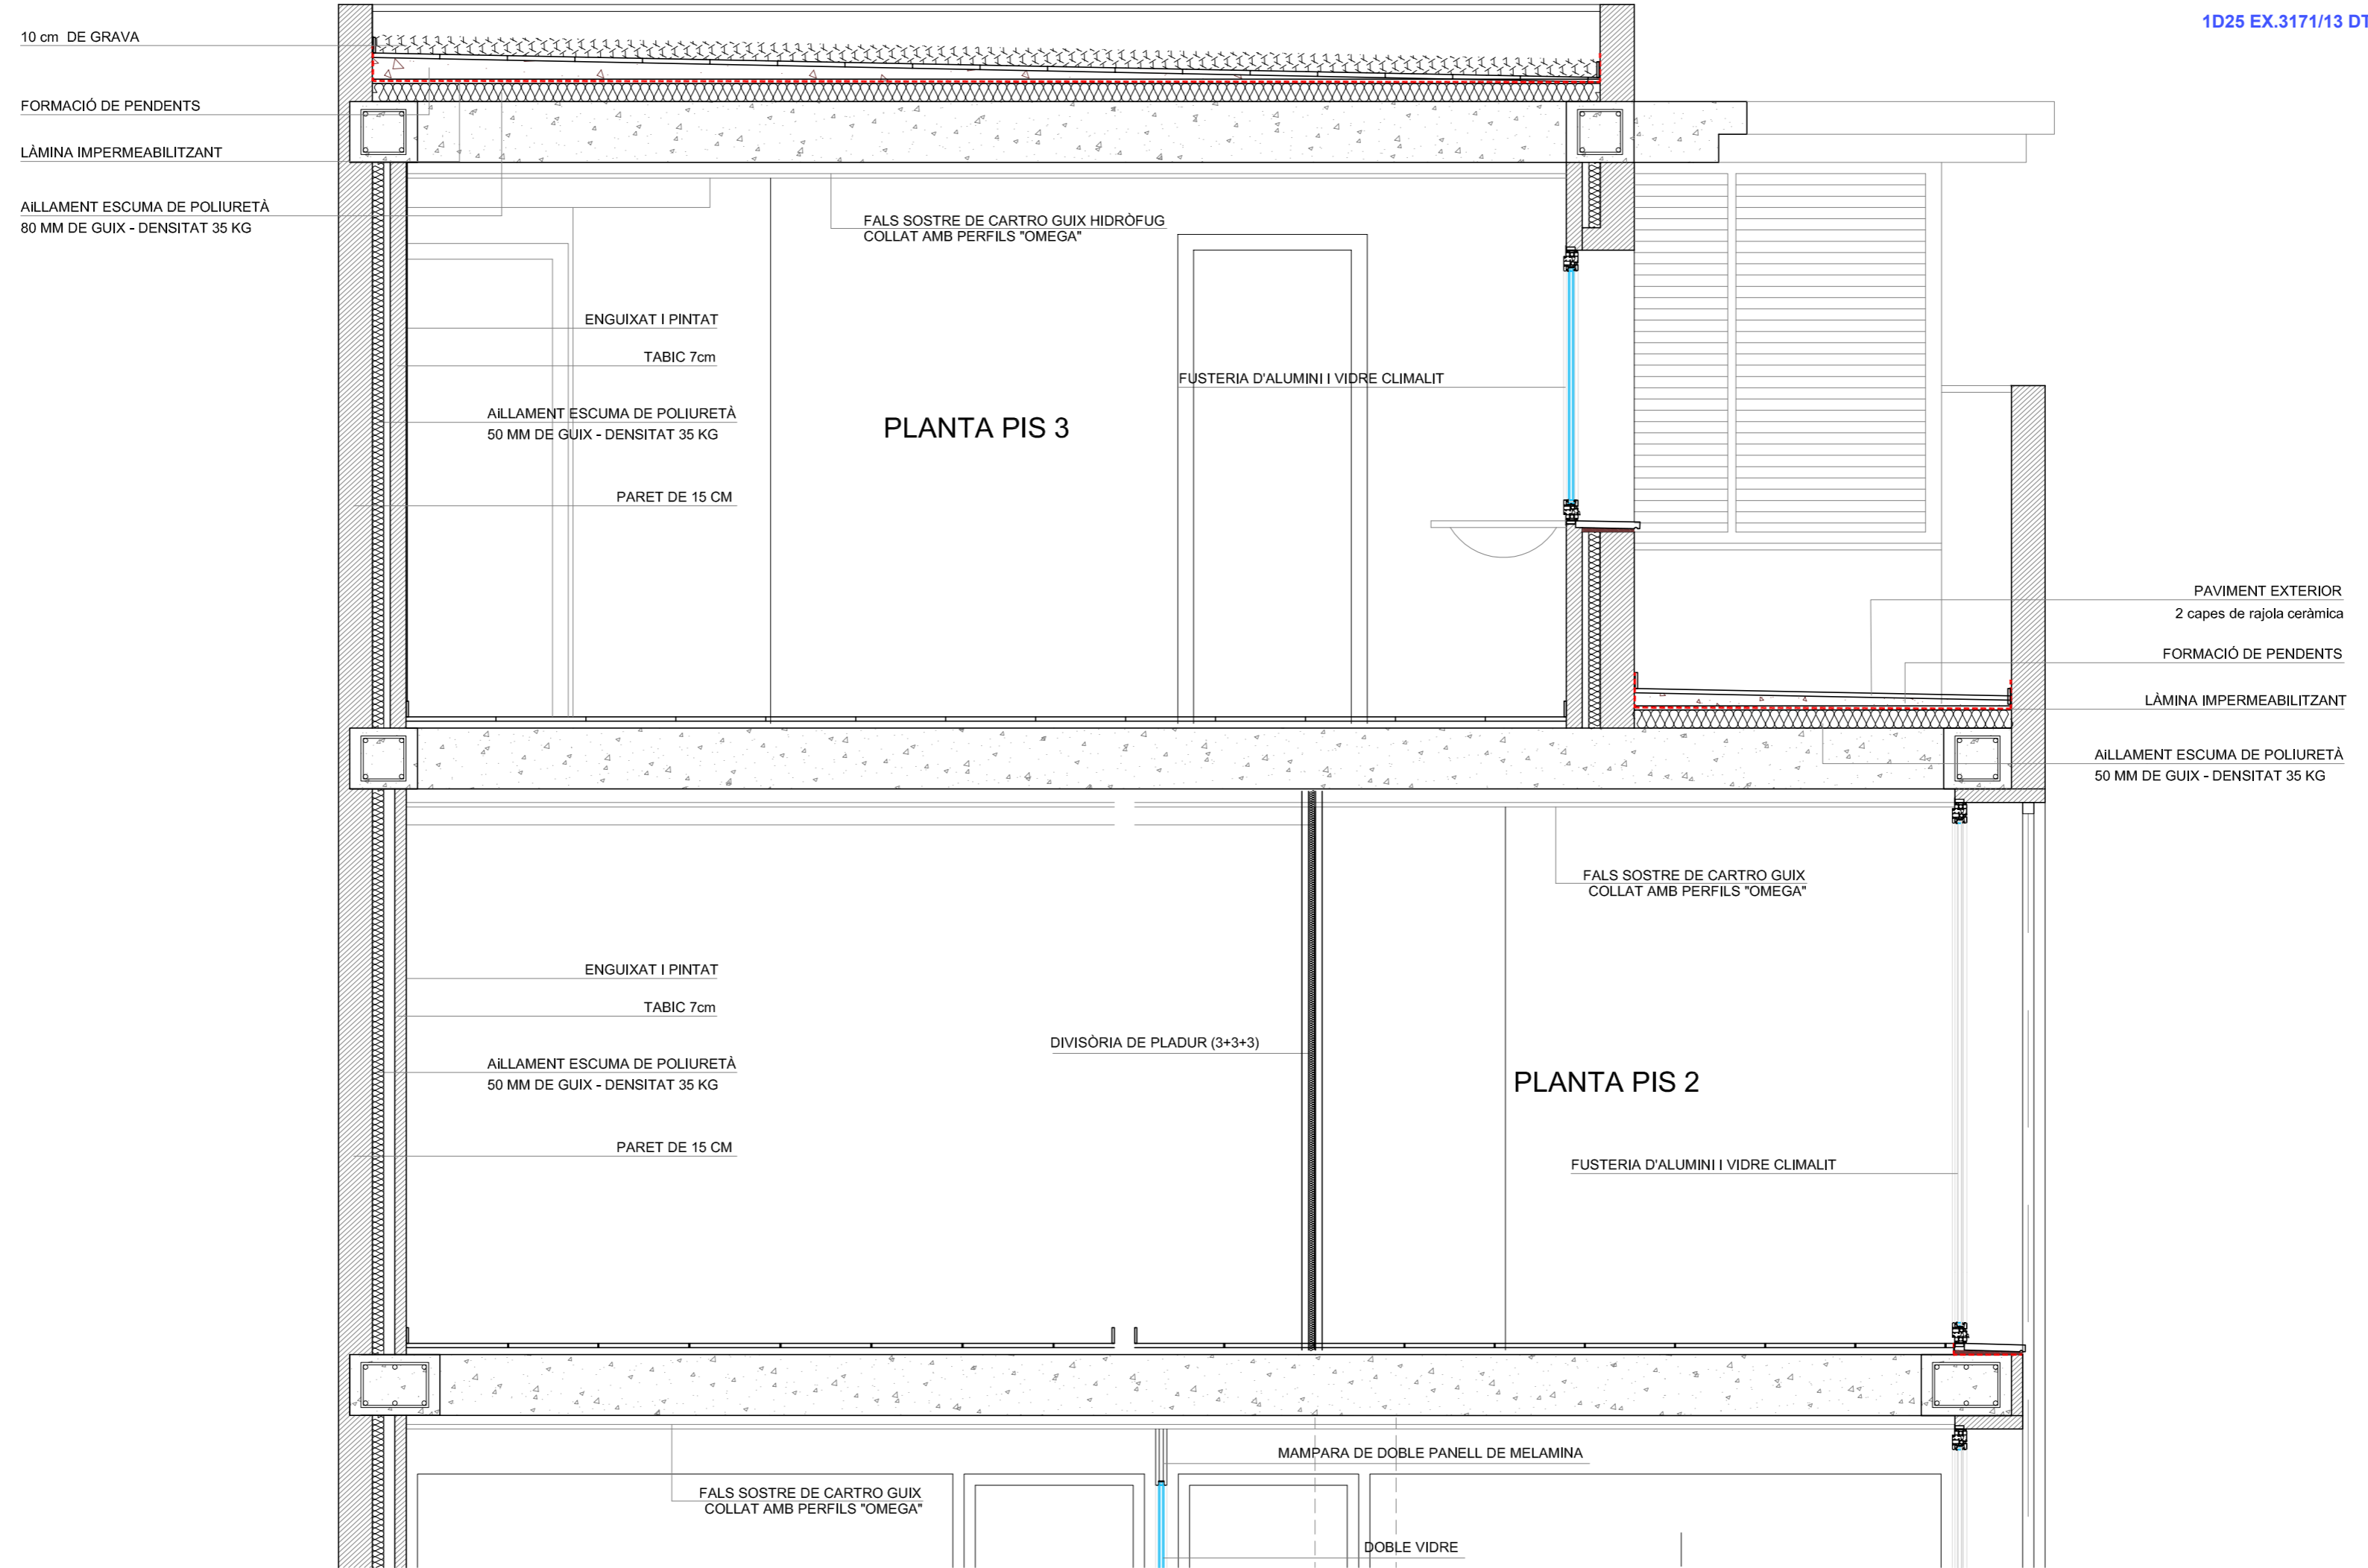 1D25 EX.3171/13 DT
10 cm DE GRAVA
FORMACIÓ DE PENDENTS
LÀMINA IMPERMEABILITZANT
AïLLAMENT ESCUMA DE POLIURETÀ
80 MM DE GUIX - DENSITAT 35 KG
FALS SOSTRE DE CARTRO GUIX HIDRÒFUG
COLLAT AMB PERFILS "OMEGA"
ENGUIXAT I PINTAT
TABIC 7cm
FUSTERIA D'ALUMINI I VIDRE CLIMALIT
AïLLAMENT ESCUMA DE POLIURETÀ
50 MM DE GUIX - DENSITAT 35 KG
PLANTA PIS 3
PARET DE 15 CM
PAVIMENT EXTERIOR
2 capes de rajola ceràmica
FORMACIÓ DE PENDENTS
LÀMINA IMPERMEABILITZANT
AïLLAMENT ESCUMA DE POLIURETÀ
50 MM DE GUIX - DENSITAT 35 KG
FALS SOSTRE DE CARTRO GUIX
COLLAT AMB PERFILS "OMEGA"
ENGUIXAT I PINTAT
TABIC 7cm
DIVISÒRIA DE PLADUR (3+3+3)
AïLLAMENT ESCUMA DE POLIURETÀ
50 MM DE GUIX - DENSITAT 35 KG
PLANTA PIS 2
PARET DE 15 CM
FUSTERIA D'ALUMINI I VIDRE CLIMALIT
MAMPARA DE DOBLE PANELL DE MELAMINA
FALS SOSTRE DE CARTRO GUIX
COLLAT AMB PERFILS "OMEGA"
DOBLE VIDRE